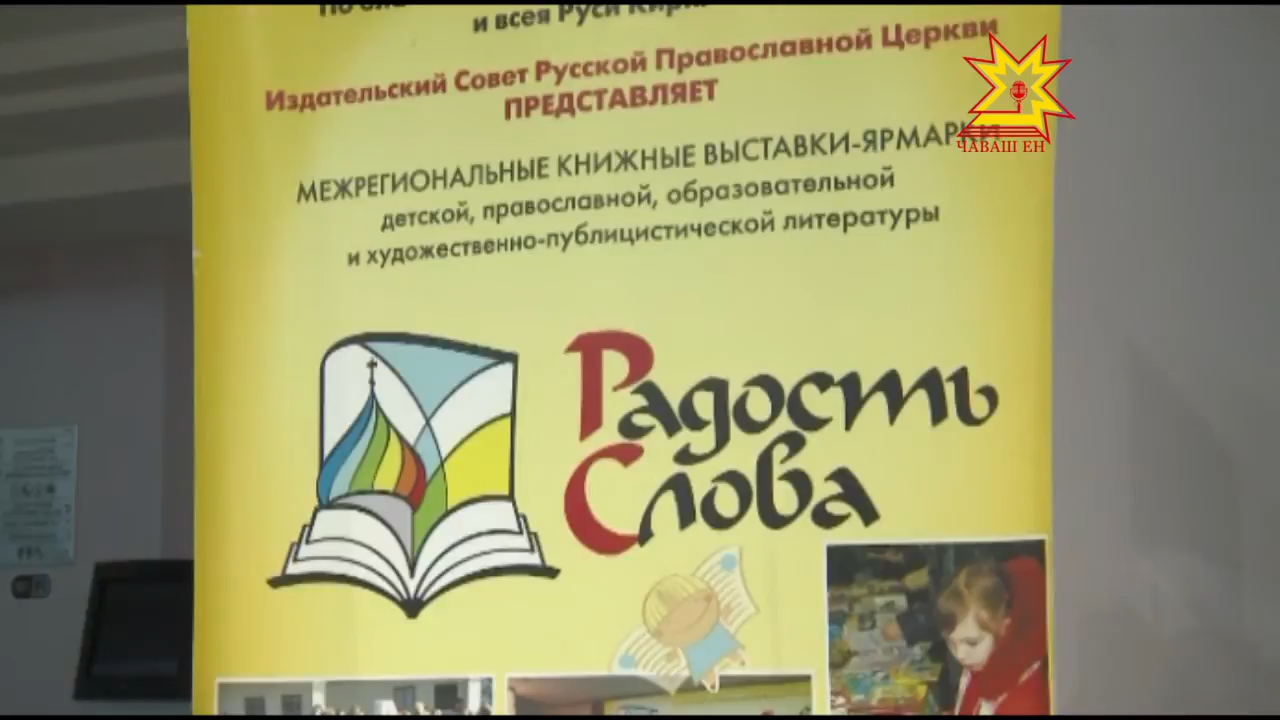 и всея Руси
Издательский Совет Русской Православной Церкви
ПРЕДСТАВЛЯЕТ
МЕЖРЕГИОНАЛЬНЫЕ КНИЖНЫЕ ВЫСТАВКИ-ЯРМАРКИ
детской, православной, образовательной
и художественно-публицистической литературы
ЧАВАШ ЕН
Радость
Слова